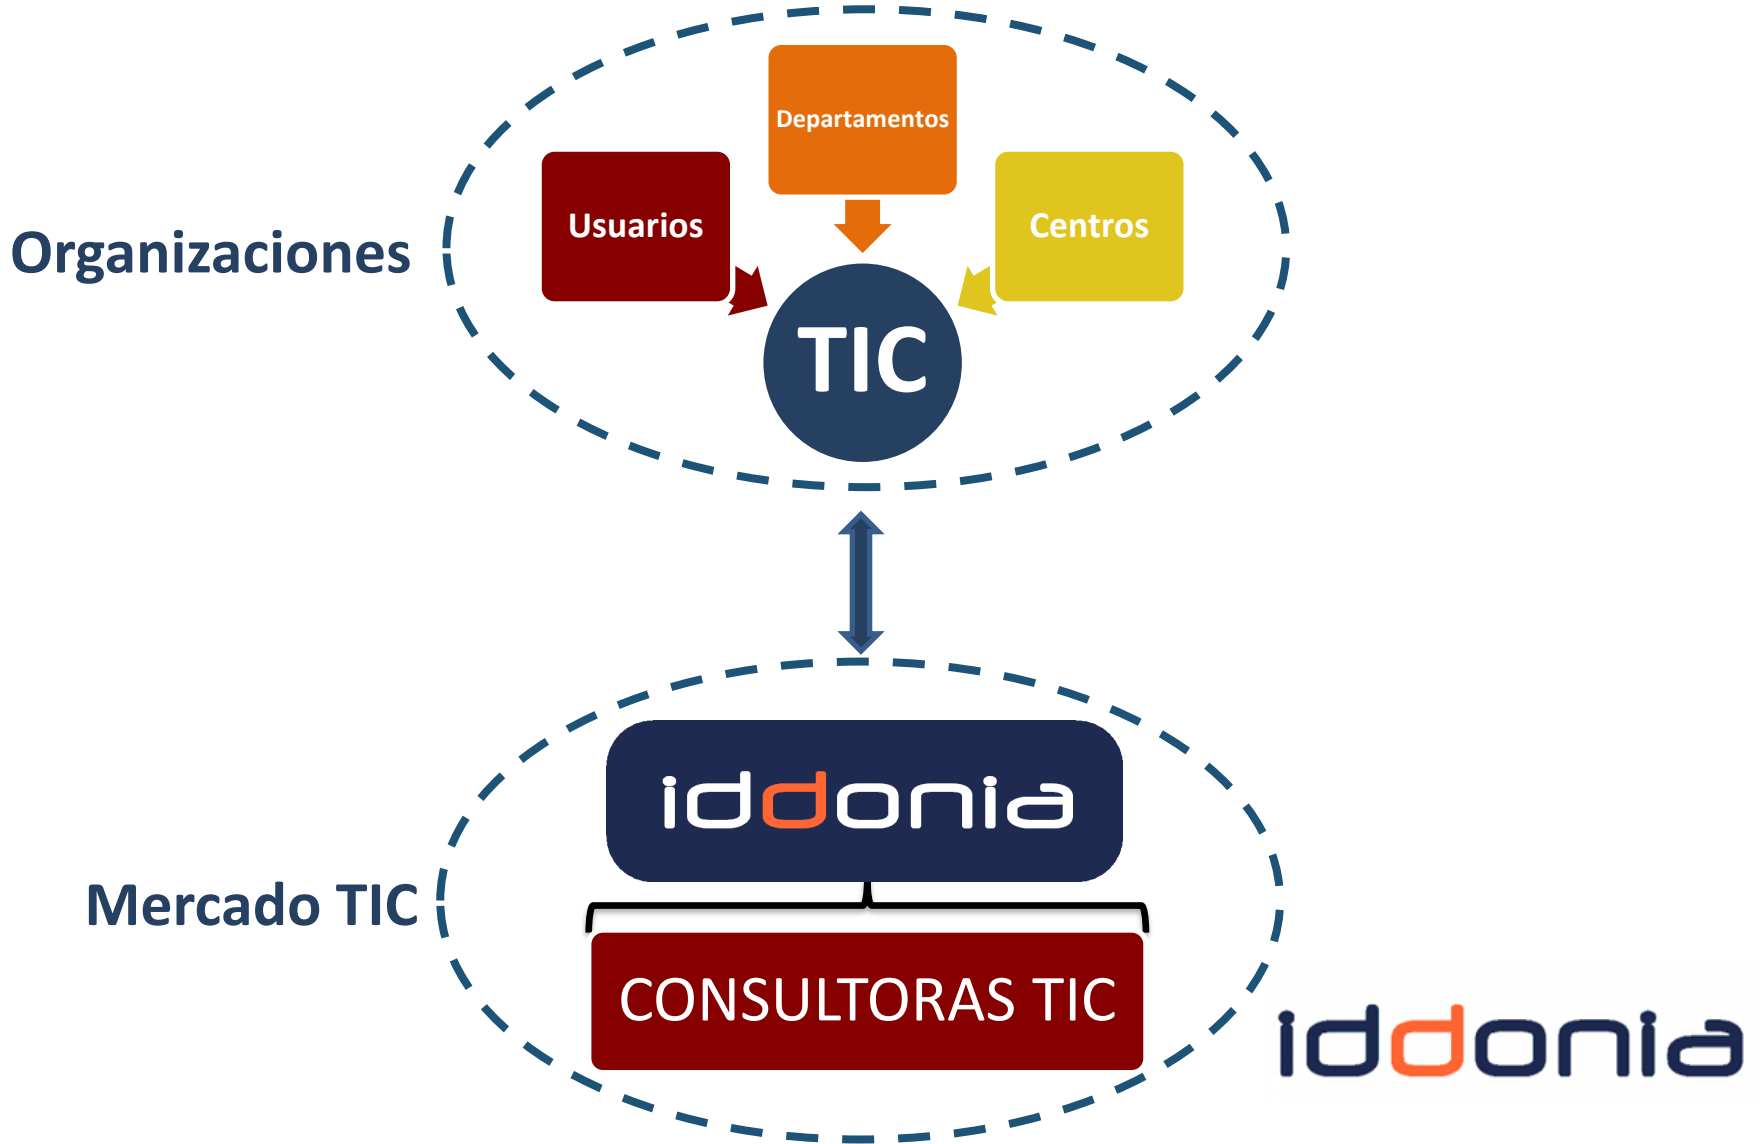 Departamentos
Usuarios
Centros
Organizaciones
TIC
iddonia
Mercado TIC
CONSULTORAS TIC
iddonia